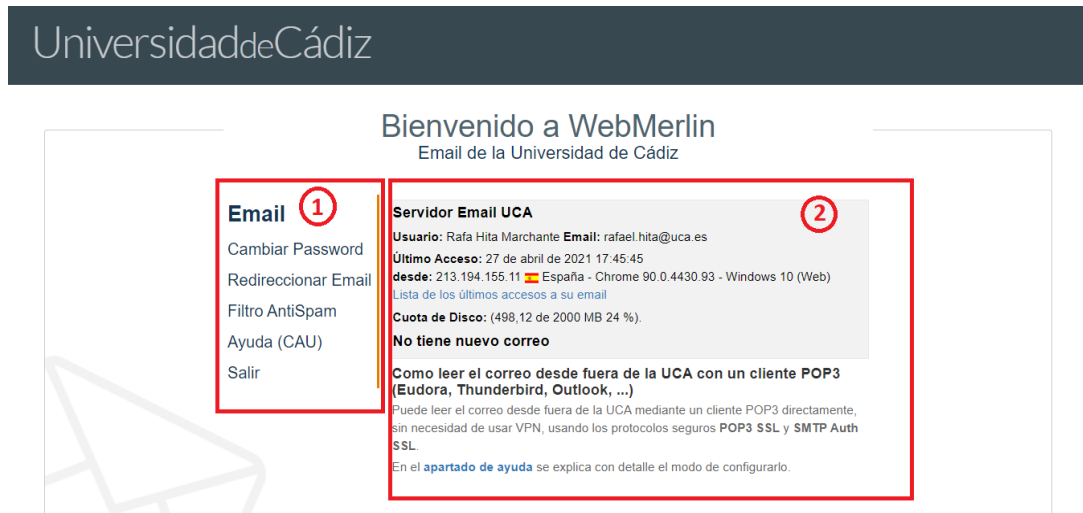 UniversidaddeCádiz
Bienvenido a WebMerlin
Email de la Universidad de Cádiz
Email
1
Cambiar Password
Redireccionar Email
Filtro AntiSpam
Ayuda (CAU)
Salir
2
Servidor Email UCA
Usuario: Rafa Hita Marchante Email: rafael.hita@uca.es
Último Acceso: 27 de abril de 2021 17:45:45
desde: 213.194.155.11 España - Chrome 90.0.4430.93 - Windows 10 (Web)
Lista de los últimos accesos a su email
Cuota de Disco: (498,12 de 2000 MB 24 %).
No tiene nuevo correo
Como leer el correo desde fuera de la UCA con un cliente POP3
(Eudora, Thunderbird, Outlook, ...)
Puede leer el correo desde fuera de la UCA mediante un cliente POP3 directamente,
sin necesidad de usar VPN, usando los protocolos seguros POP3 SSL y SMTP Auth
SSL.
En el apartado de ayuda se explica con detalle el modo de configurarlo.